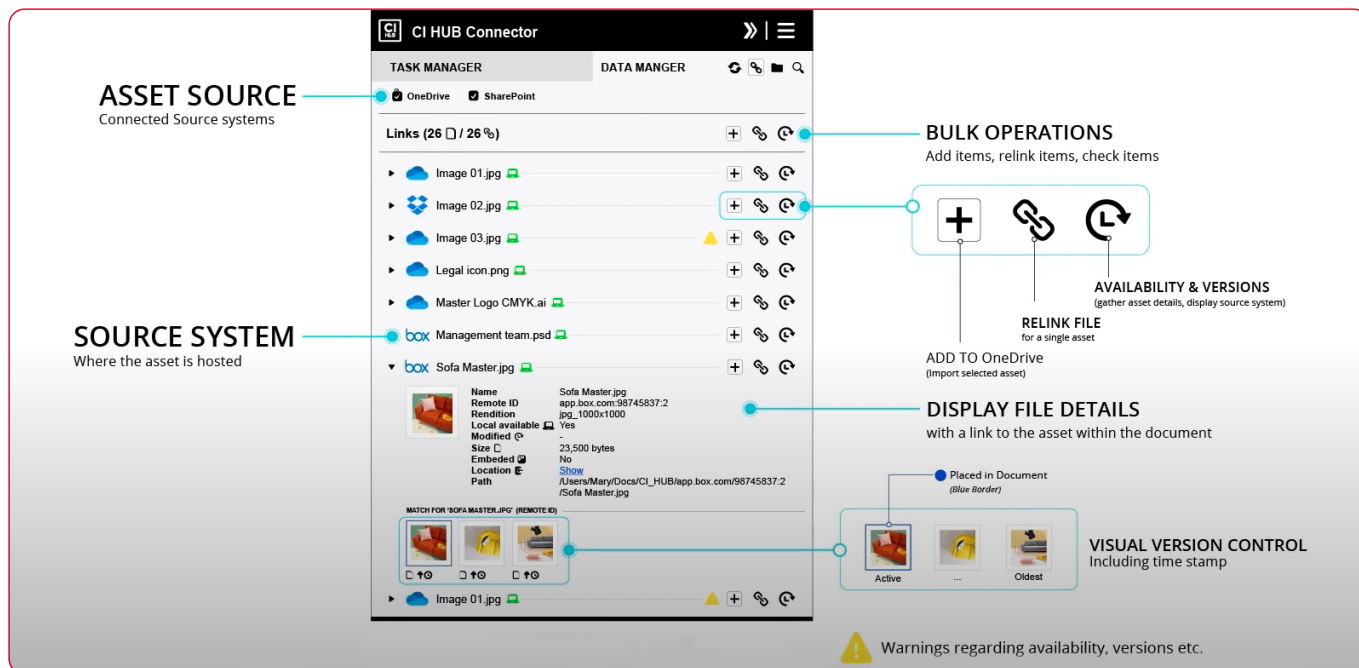 CI HUB
CI HUB Connector
TASK MANAGER
DATA MANGER
ASSET SOURCE
Connected Source systems
OneDrive
SharePoint
Links (26 / 26)
BULK OPERATIONS
Add items, relink items, check items
Image 01.jpg
Image 02.jpg
Image 03.jpg
Legal icon.png
Master Logo CMYK.ai
AVAILABILITY & VERSIONS
(gather asset details, display source system)
RELINK FILE
for a single asset
ADD TO OneDrive
(Import selected asset)
SOURCE SYSTEM
Where the asset is hosted
box Management team.psd
box Sofa Master.jpg
Name Sofa Master.jpg
Remote ID app.box.com:98745837:2
Rendition jpg_1000x1000
Local available Yes
Modified -
Size 23,500 bytes
Embeded No
Location Show
Path /Users/Mary/Docs/CI_HUB/app.box.com/98745837:2
/Sofa Master.jpg
DISPLAY FILE DETAILS
with a link to the asset within the document
MATCH FOR 'SOFA MASTER.JPG' (REMOTE ID)
Placed in Document
(Blue Border)
Active
...
Oldest
VISUAL VERSION CONTROL
Including time stamp
Image 01.jpg
Warnings regarding availability, versions etc.